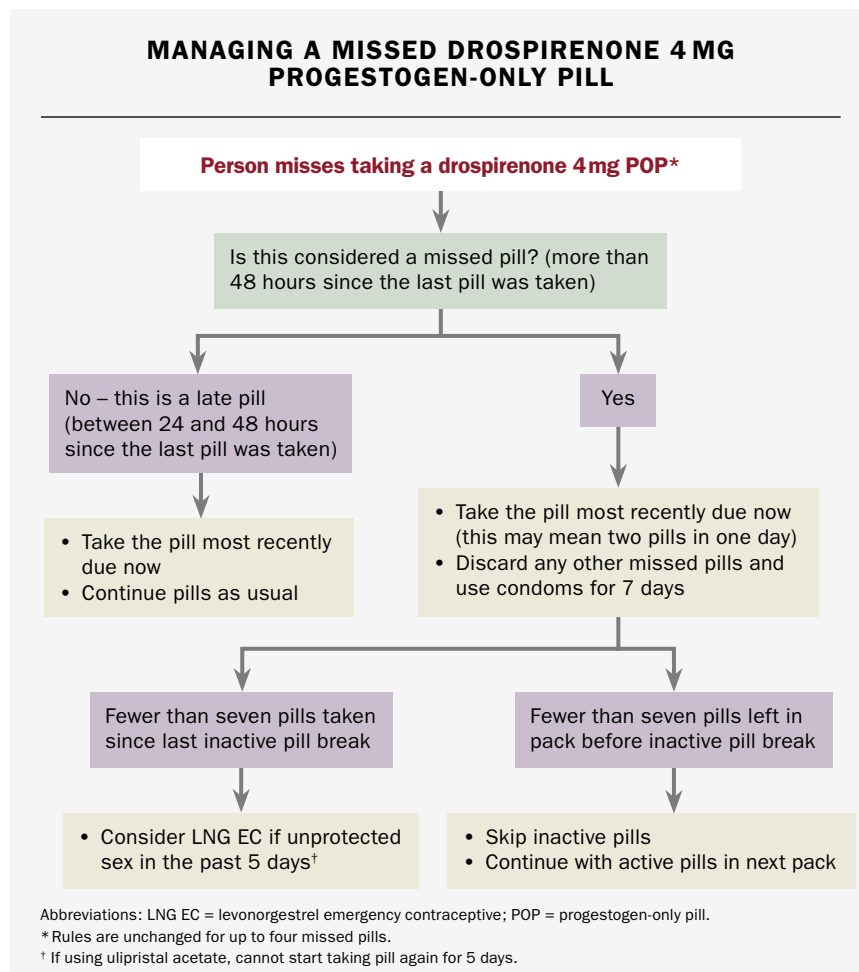 MANAGING A MISSED DROSPIRENONE 4 MG
PROGESTOGEN-ONLY PILL
Person misses taking a drospirenone 4 mg POP*
Is this considered a missed pill? (more than
48 hours since the last pill was taken)
No – this is a late pill
(between 24 and 48 hours
since the last pill was taken)
Yes
• Take the pill most recently
due now
• Continue pills as usual
• Take the pill most recently due now
(this may mean two pills in one day)
• Discard any other missed pills and
use condoms for 7 days
Fewer than seven pills taken
since last inactive pill break
Fewer than seven pills left in
pack before inactive pill break
• Consider LNG EC if unprotected
sex in the past 5 days†
• Skip inactive pills
• Continue with active pills in next pack
Abbreviations: LNG EC = levonorgestrel emergency contraceptive; POP = progestogen-only pill.
* Rules are unchanged for up to four missed pills.
† If using ulipristal acetate, cannot start taking pill again for 5 days.